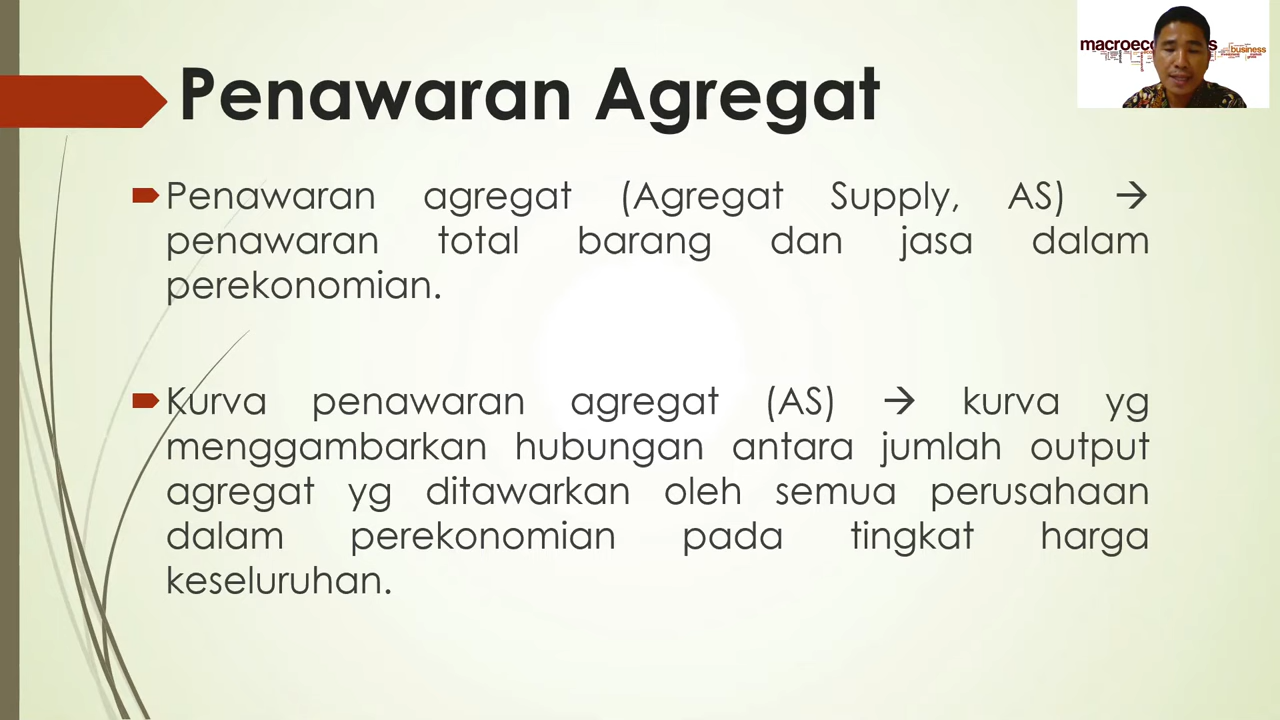 Penawaran Agregat
Penawaran agregat (Agregat Supply, AS) →
penawaran total barang dan jasa dalam
perekonomian.
Kurva penawaran agregat (AS) → kurva yg
menggambarkan hubungan antara jumlah output
agregat yg ditawarkan oleh semua perusahaan
dalam perekonomian pada tingkat harga
keseluruhan.
business